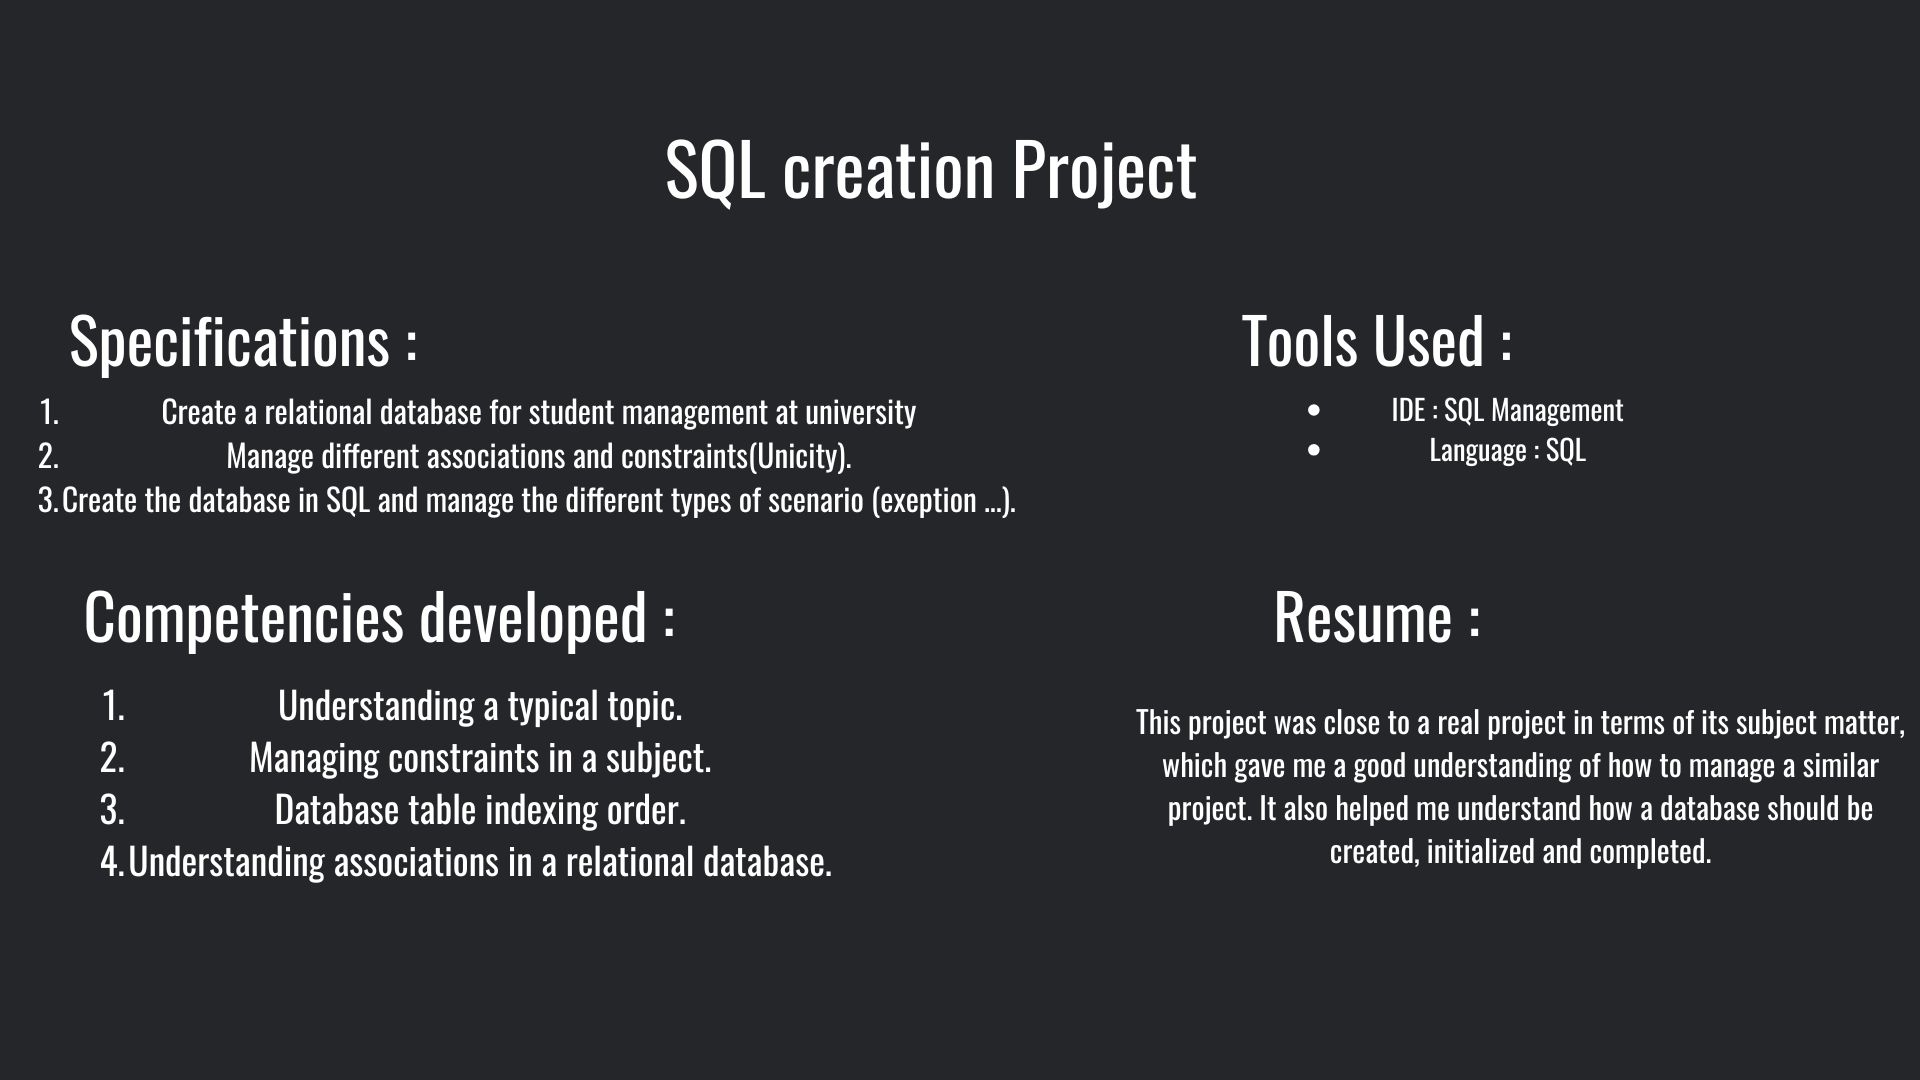 SQL creation Project
Specifications :
1. Create a relational database for student management at university
2. Manage different associations and constraints(Unicity).
3. Create the database in SQL and manage the different types of scenario (exeption ...).
Tools Used :
• IDE : SQL Management
• Language : SQL
Competencies developed :
1. Understanding a typical topic.
2. Managing constraints in a subject.
3. Database table indexing order.
4. Understanding associations in a relational database.
Resume :
This project was close to a real project in terms of its subject matter,
which gave me a good understanding of how to manage a similar
project. It also helped me understand how a database should be
created, initialized and completed.